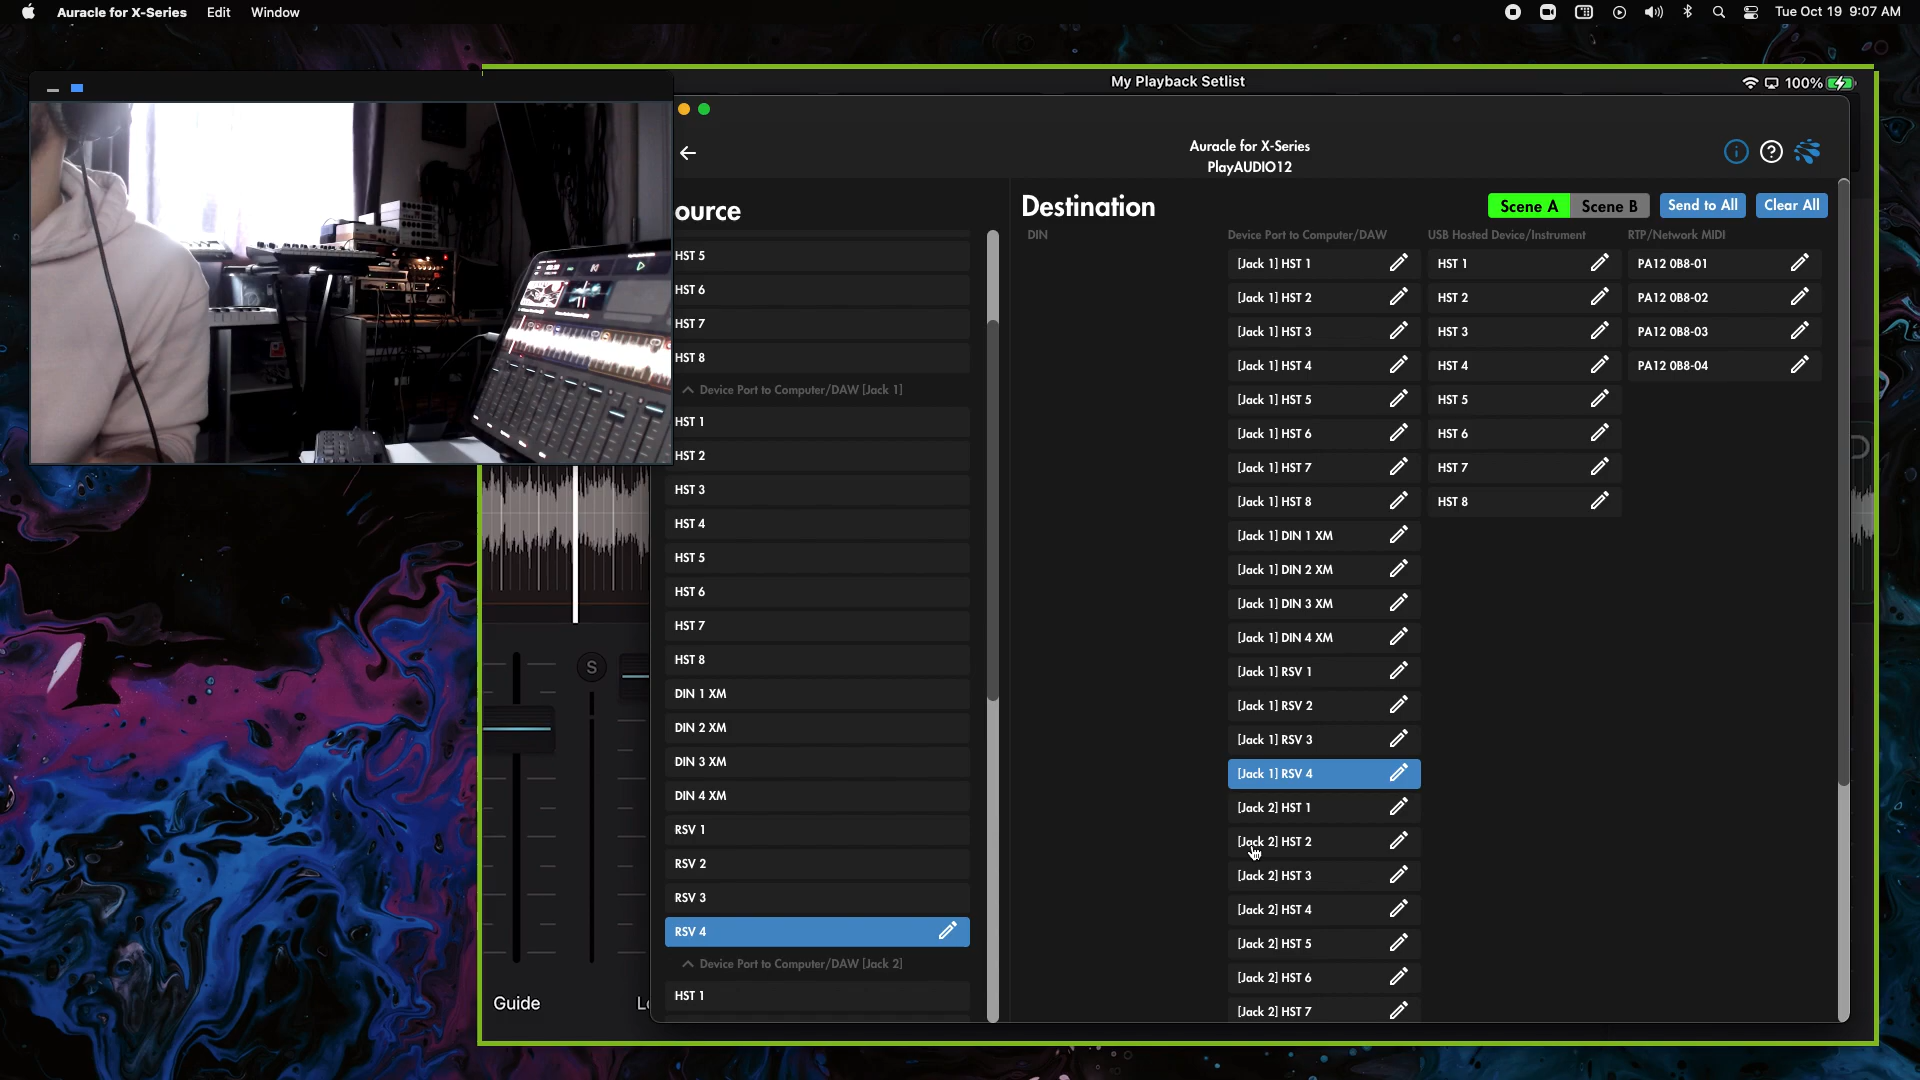 Auracle for X-Series Edit Window
Tue Oct 19 9:07 AM
My Playback Setlist
100%
Auracle for X-Series
PlayAUDIO12
ource
HST 5
HST 6
HST 7
HST 8
Device Port to Computer/DAW [Jack 1]
HST 1
HST 2
HST 3
HST 4
HST 5
HST 6
HST 7
HST 8
DIN 1 XM
DIN 2 XM
DIN 3 XM
DIN 4 XM
RSV 1
RSV 2
RSV 3
RSV 4
Device Port to Computer/DAW [Jack 2]
HST 1
Destination
Scene A
Scene B
Send to All
Clear All
DIN
Device Port to Computer/DAW
[Jack 1] HST 1
[Jack 1] HST 2
[Jack 1] HST 3
[Jack 1] HST 4
[Jack 1] HST 5
[Jack 1] HST 6
[Jack 1] HST 7
[Jack 1] HST 8
[Jack 1] DIN 1 XM
[Jack 1] DIN 2 XM
[Jack 1] DIN 3 XM
[Jack 1] DIN 4 XM
[Jack 1] RSV 1
[Jack 1] RSV 2
[Jack 1] RSV 3
[Jack 1] RSV 4
[Jack 2] HST 1
[Jack 2] HST 2
[Jack 2] HST 3
[Jack 2] HST 4
[Jack 2] HST 5
[Jack 2] HST 6
[Jack 2] HST 7
USB Hosted Device/Instrument
HST 1
HST 2
HST 3
HST 4
HST 5
HST 6
HST 7
HST 8
RTP/Network MIDI
PA12 0B8-01
PA12 0B8-02
PA12 0B8-03
PA12 0B8-04
S
Guide